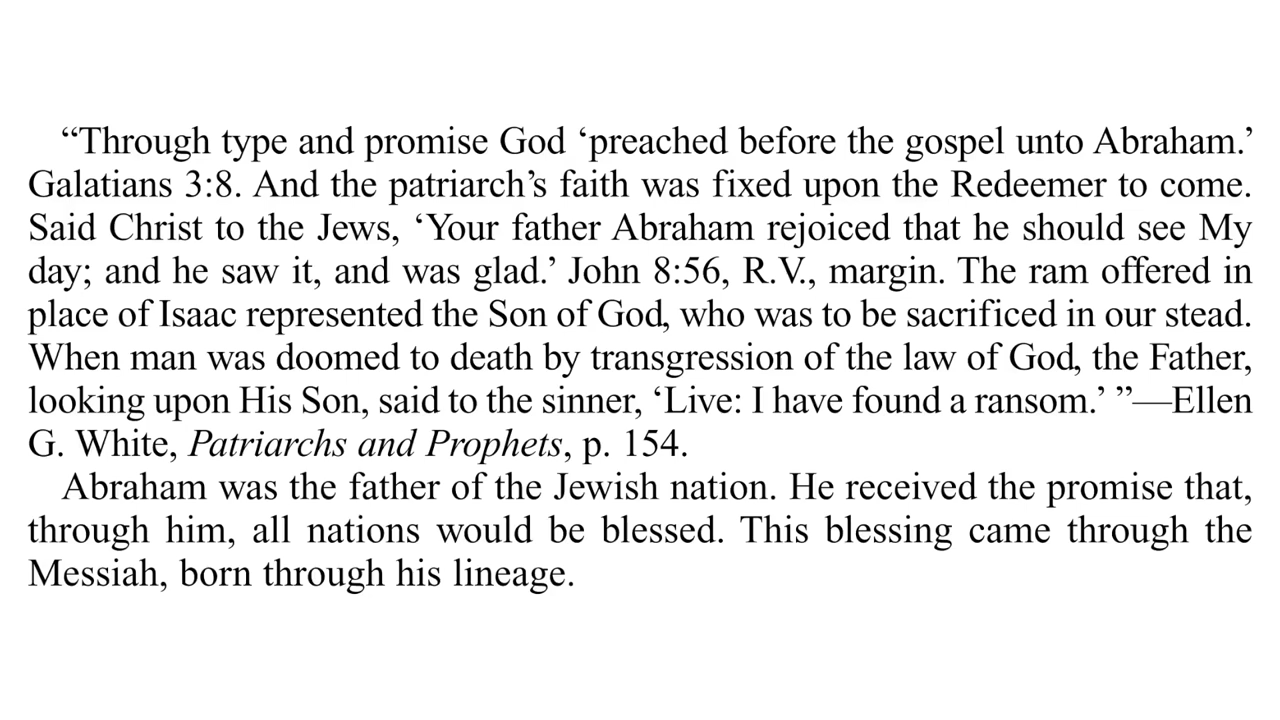 “Through type and promise God ‘preached before the gospel unto Abraham.’
Galatians 3:8. And the patriarch’s faith was fixed upon the Redeemer to come.
Said Christ to the Jews, ‘Your father Abraham rejoiced that he should see My
day; and he saw it, and was glad.’ John 8:56, R.V., margin. The ram offered in
place of Isaac represented the Son of God, who was to be sacrificed in our stead.
When man was doomed to death by transgression of the law of God, the Father,
looking upon His Son, said to the sinner, ‘Live: I have found a ransom.’ ”—Ellen
G. White, Patriarchs and Prophets, p. 154.
Abraham was the father of the Jewish nation. He received the promise that,
through him, all nations would be blessed. This blessing came through the
Messiah, born through his lineage.